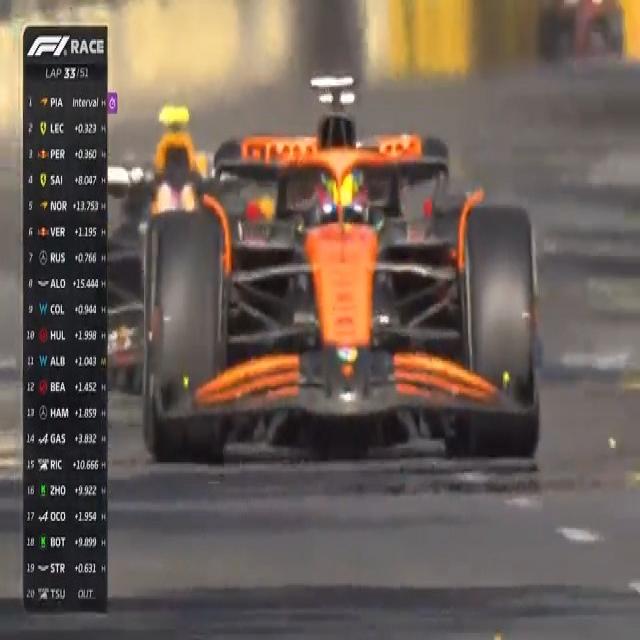 F1 RACE
LAP 33/51
1 PIA Interval H
2 LEC +0.323 H
3 PER +0.360 H
4 SAI +8.047 H
5 NOR +13.753 H
6 VER +1.195 H
7 RUS +0.766 H
8 ALO +15.444 H
9 COL +0.944 H
10 HUL +1.998 H
11 ALB +1.043 M
12 BEA +1.452 H
13 HAM +1.859 H
14 GAS +3.832 H
15 RIC +10.666 H
16 ZHO +9.922 H
17 OCO +1.954 H
18 BOT +9.899 H
19 STR +0.631 H
20 TSU OUT